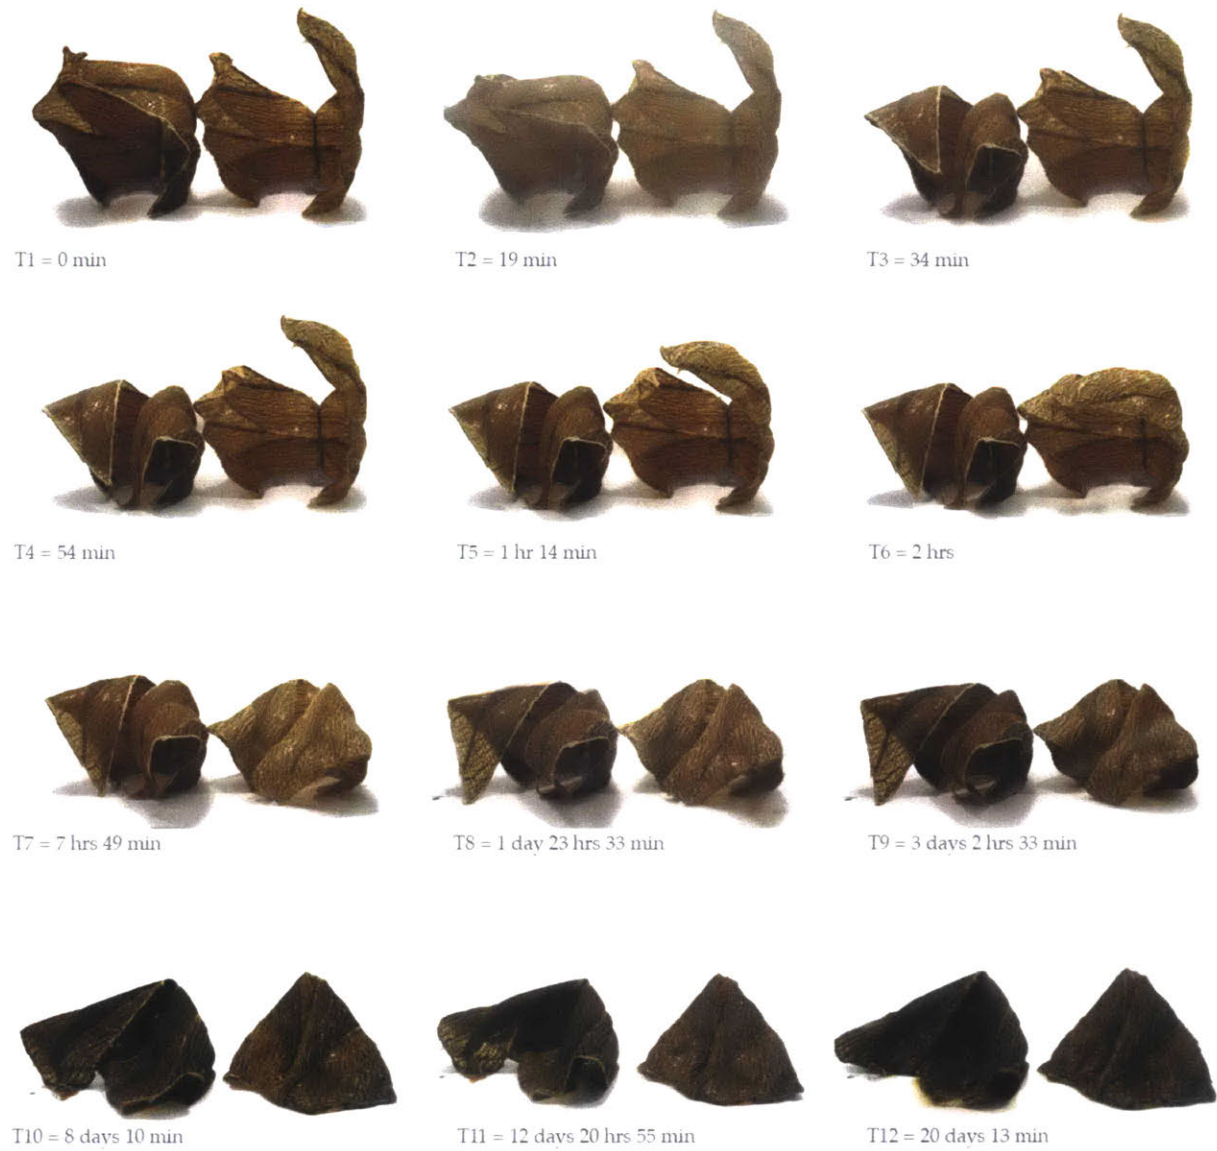 T1 = 0 min
T2 = 19 min
T3 = 34 min
T4 = 54 min
T5 = 1 hr 14 min
T6 = 2 hrs
T7 = 7 hrs 49 min
T8 = 1 day 23 hrs 33 min
T9 = 3 days 2 hrs 33 min
T10 = 8 days 10 min
T11 = 12 days 20 hrs 55 min
T12 = 20 days 13 min